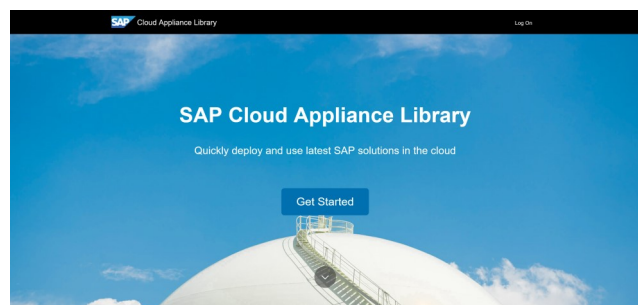 SAP Cloud Appliance Library
Log On
SAP Cloud Appliance Library
Quickly deploy and use latest SAP solutions in the cloud
Get Started